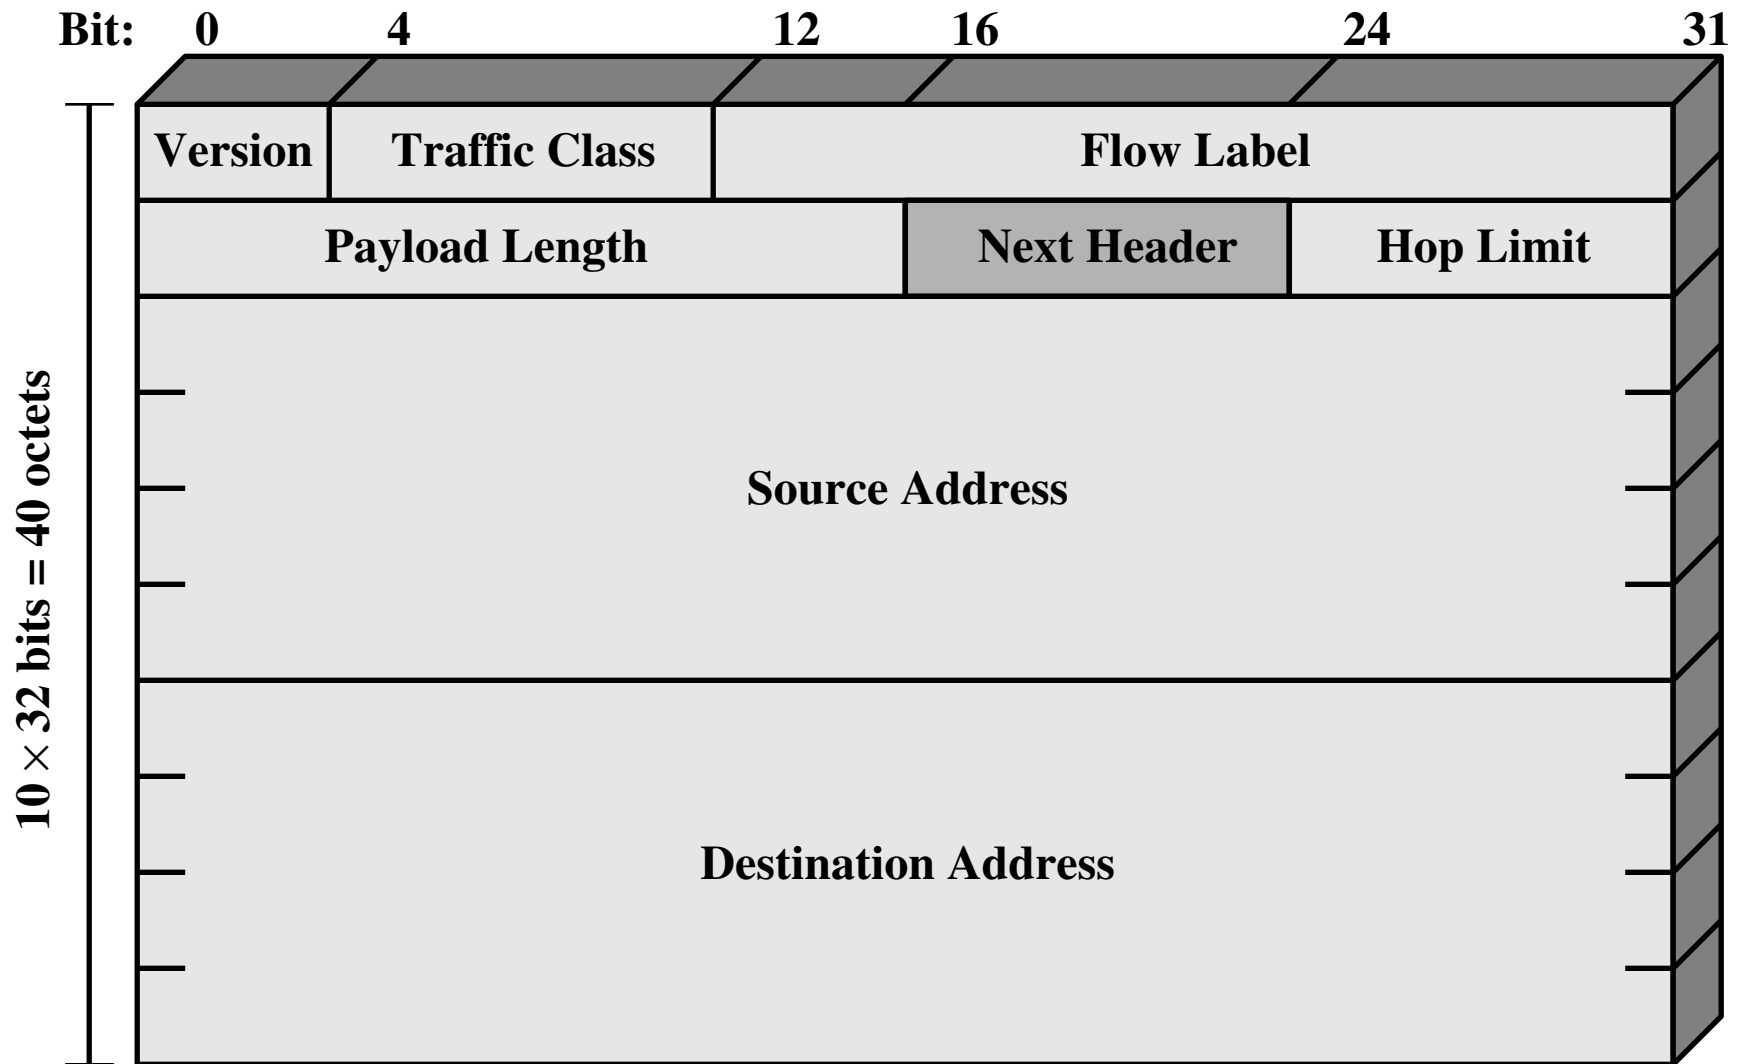 Bit: 0 4 12 16 24 31
Version Traffic Class Flow Label
Payload Length Next Header Hop Limit
Source Address
Destination Address
10 × 32 bits = 40 octets